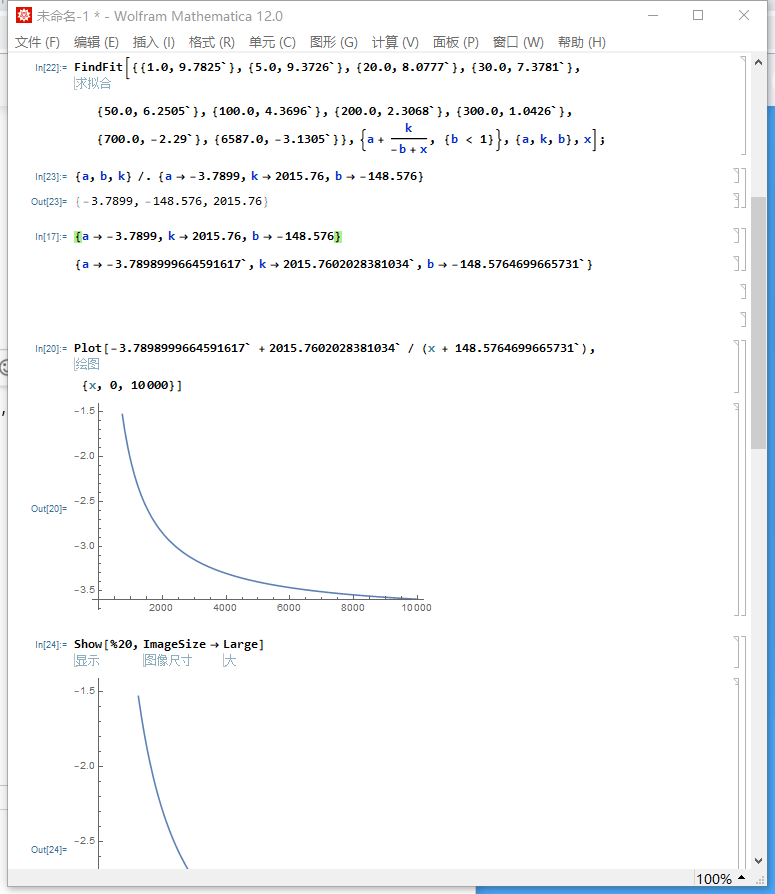 未命名-1 * - Wolfram Mathematica 12.0
文件 (F) 编辑 (E) 插入 (I) 格式 (R) 单元 (C) 图形 (G) 计算 (V) 面板 (P) 窗口 (W) 帮助 (H)
In[22]:= FindFit[{{1.0, 9.7825`}, {5.0, 9.3726`}, {20.0, 8.0777`}, {30.0, 7.3781`},
求拟合
{50.0, 6.2505`}, {100.0, 4.3696`}, {200.0, 2.3068`}, {300.0, 1.0426`},
{700.0, -2.29`}, {6587.0, -3.1305`}}, {a + k / (-b + x), {b < 1}}, {a, k, b}, x];
In[23]:= {a, b, k} /. {a → -3.7899, k → 2015.76, b → -148.576}
Out[23]= {-3.7899, -148.576, 2015.76}
In[17]:= {a → -3.7899, k → 2015.76, b → -148.576}
{a → -3.7898999664591617`, k → 2015.7602028381034`, b → -148.5764699665731`}
In[20]:= Plot[-3.7898999664591617` + 2015.7602028381034` / (x + 148.5764699665731`),
绘图
{x, 0, 10000}]
-1.5
-2.0
-2.5
Out[20]=
-3.0
-3.5
2000 4000 6000 8000 10000
In[24]:= Show[%20, ImageSize → Large]
显示 图像尺寸 大
-1.5
-2.0
-2.5
Out[24]=
100%